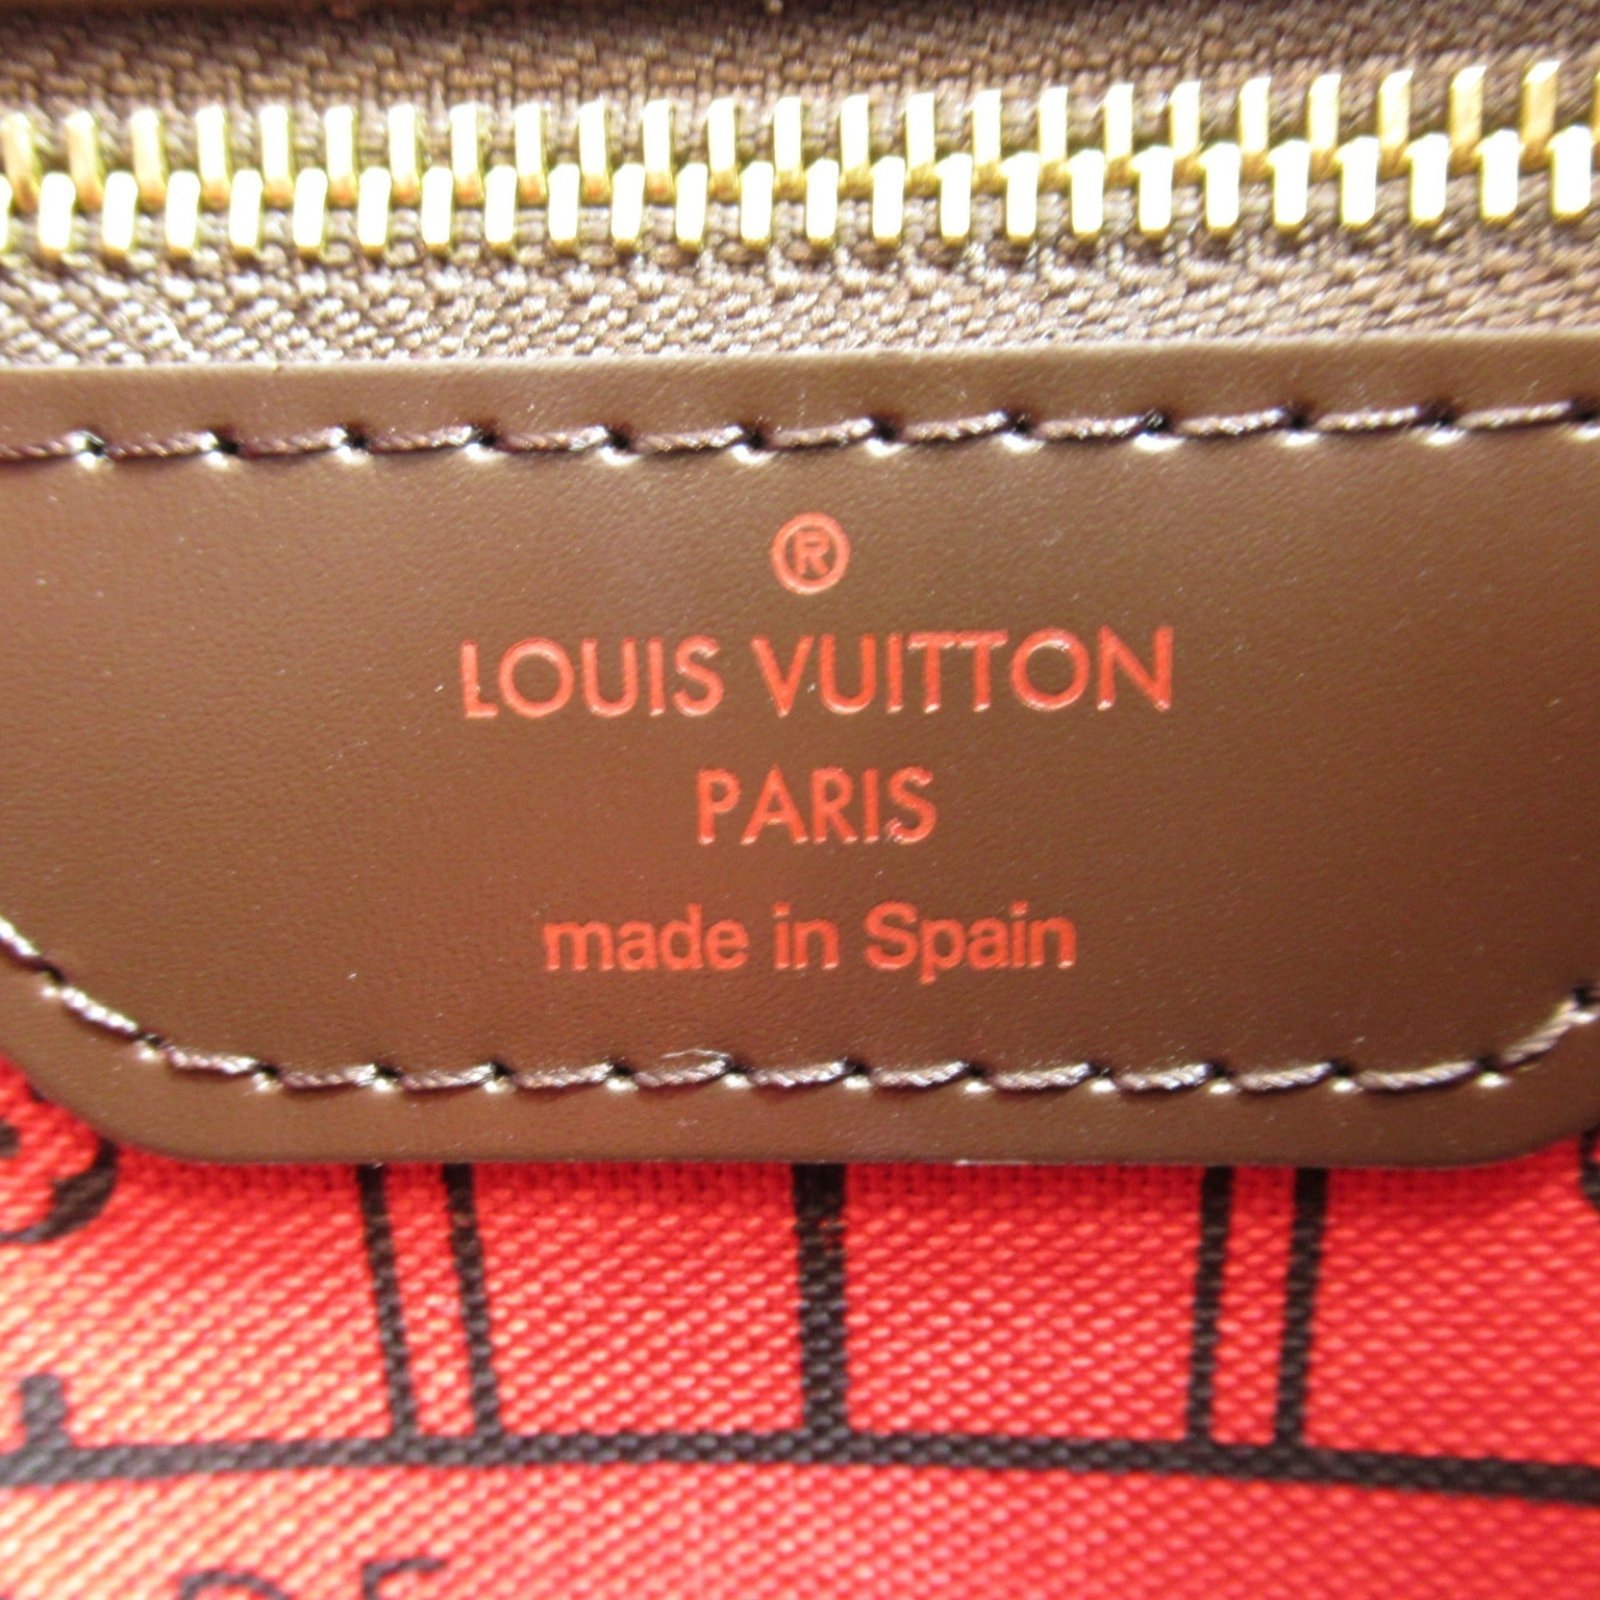 ®
LOUIS VUITTON
PARIS
made in Spain